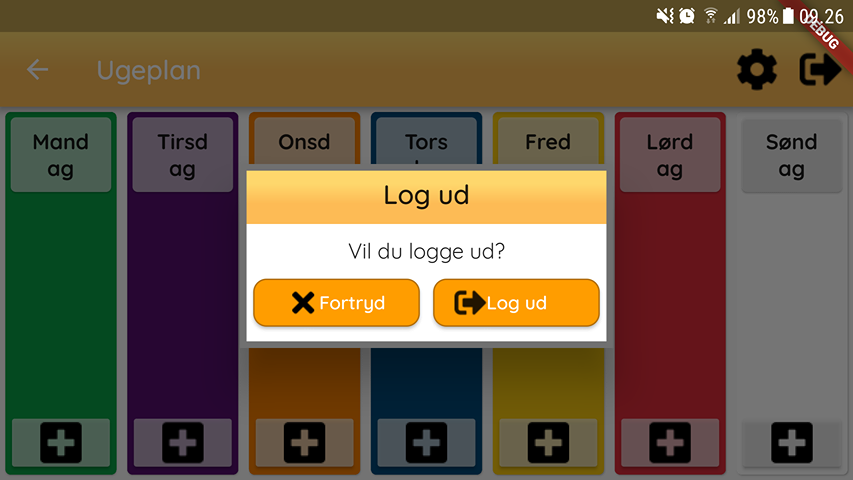 98% 09.26
DEBUG
Ugeplan
Mand
ag
Tirsd
ag
Onsd
Tors
Fred
Lørd
ag
Sønd
ag
Log ud
Vil du logge ud?
Fortryd
Log ud